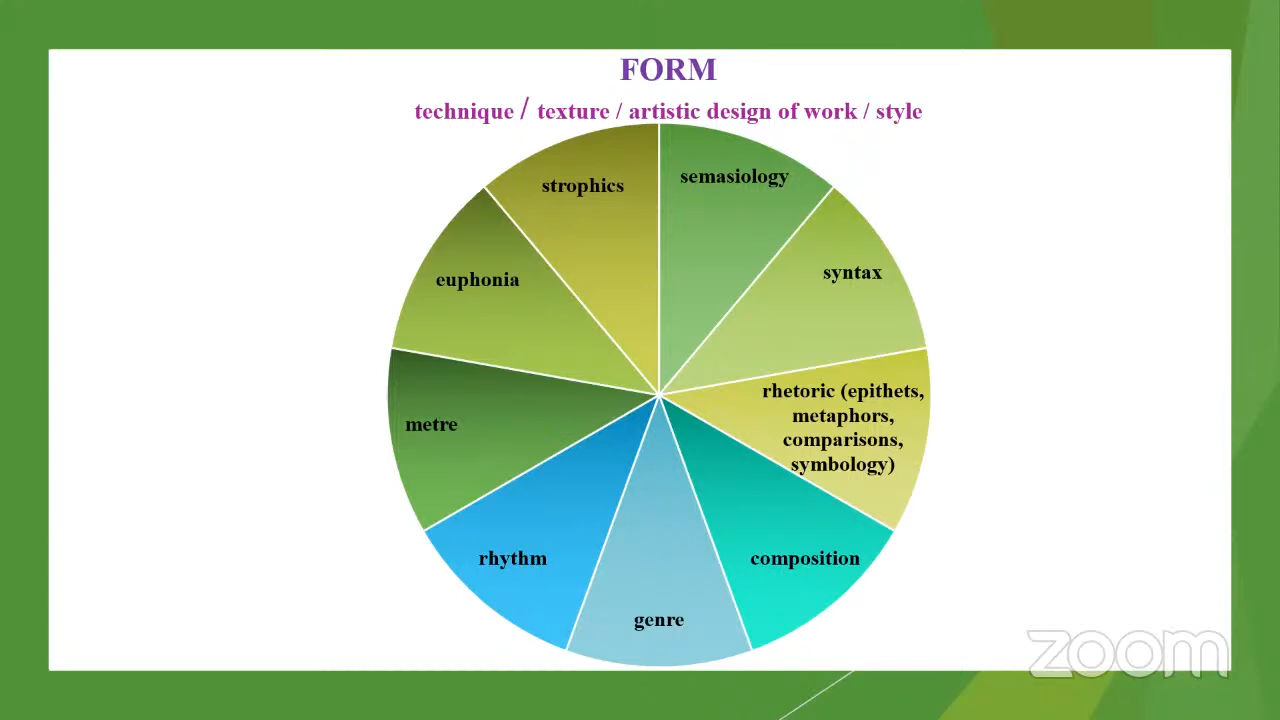 FORM
technique / texture / artistic design of work / style
strophics
semasiology
euphonia
syntax
metre
rhetoric (epithets,
metaphors,
comparisons,
symbology)
rhythm
composition
genre
zoom